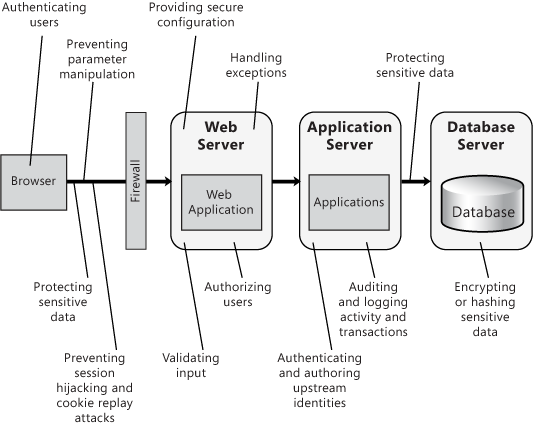 Authenticating
users
Preventing
parameter
manipulation
Providing secure
configuration
Handling
exceptions
Protecting
sensitive data
Browser
Firewall
Web
Server
Web
Application
Application
Server
Applications
Database
Server
Database
Protecting
sensitive
data
Preventing
session
hijacking and
cookie replay
attacks
Validating
input
Authorizing
users
Authenticating
and authoring
upstream
identities
Auditing
and logging
activity and
transactions
Encrypting
or hashing
sensitive
data